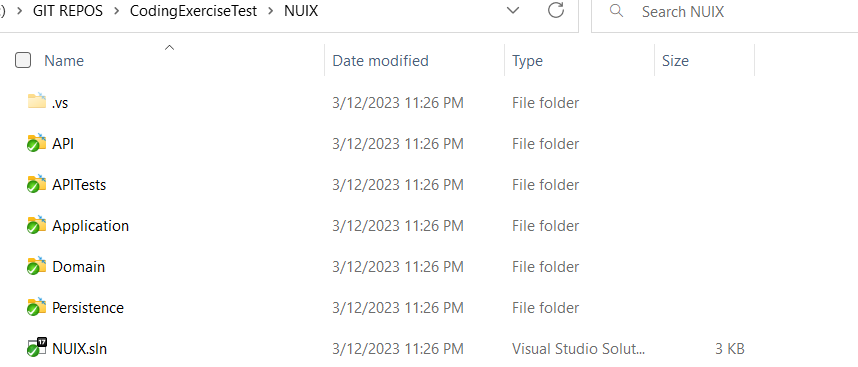 :) > GIT REPOS > CodingExerciseTest > NUIX Search NUIX
Name Date modified Type Size
.vs 3/12/2023 11:26 PM File folder
API 3/12/2023 11:26 PM File folder
APITests 3/12/2023 11:26 PM File folder
Application 3/12/2023 11:26 PM File folder
Domain 3/12/2023 11:26 PM File folder
Persistence 3/12/2023 11:26 PM File folder
17 NUIX.sln 3/12/2023 11:26 PM Visual Studio Solut... 3 KB